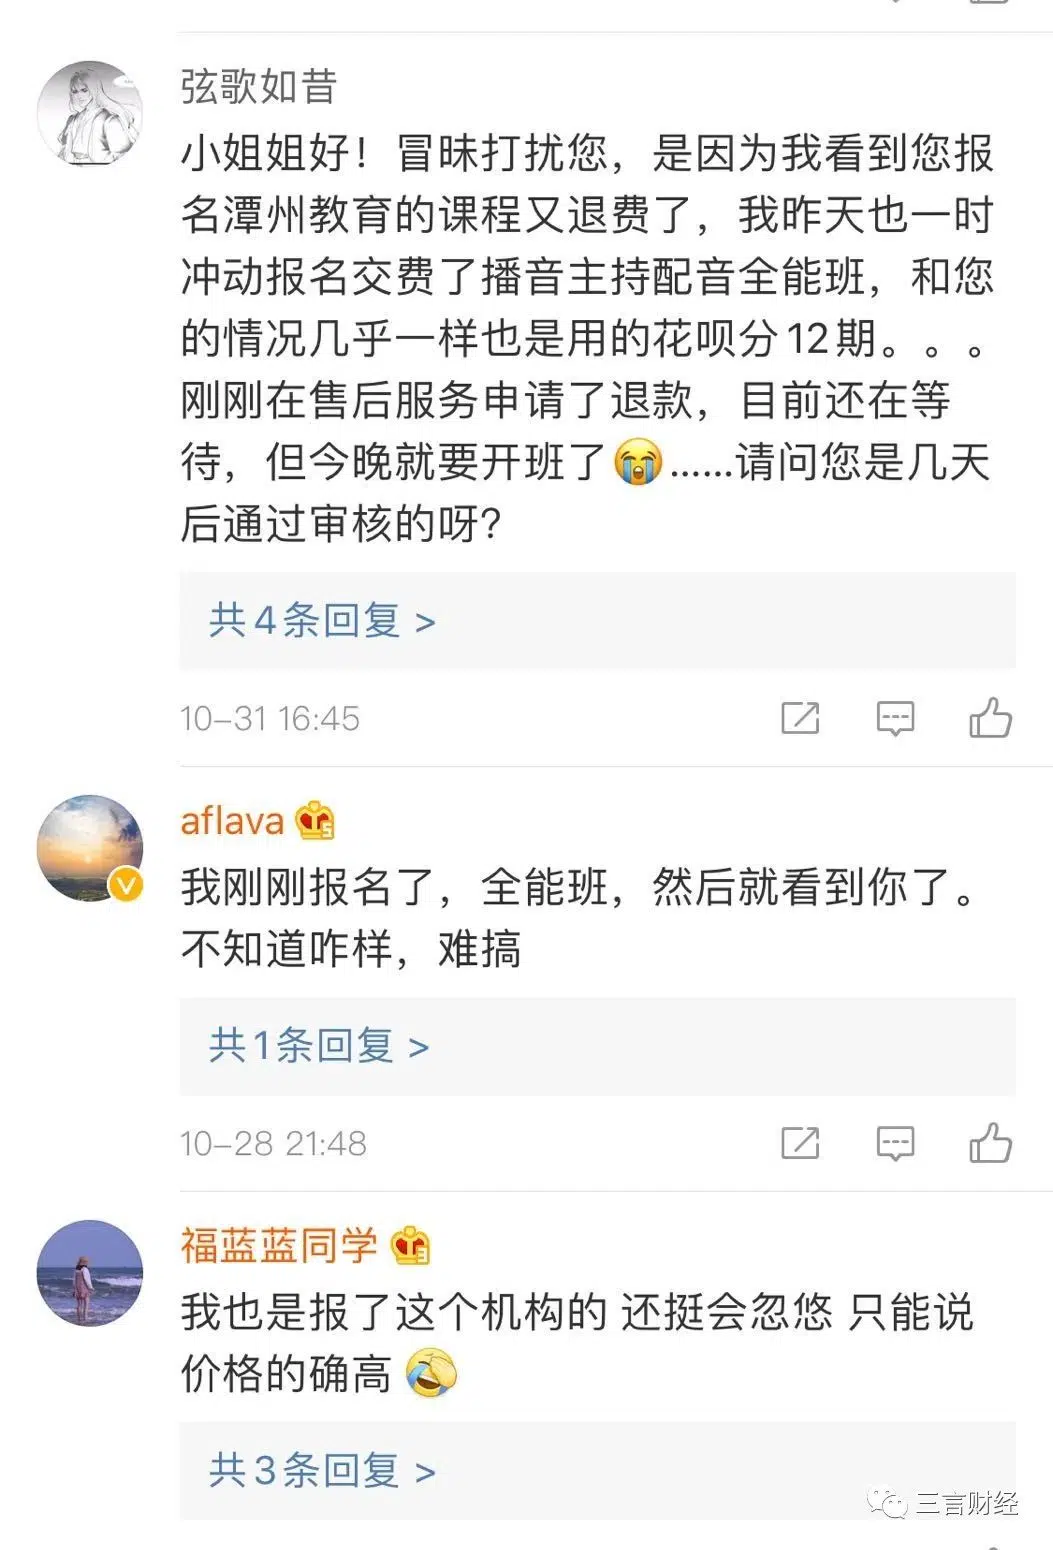 弦歌如昔
小姐姐好！冒昧打扰您，是因为我看到您报
名潭州教育的课程又退费了，我昨天也一时
冲动报名交费了播音主持配音全能班，和您
的情况几乎一样也是用的花呗分12期。。。
刚刚在售后服务申请了退款，目前还在等
待，但今晚就要开班了😭……请问您是几天
后通过审核的呀？
共4条回复 >
10-31 16:45
aflava
我刚刚报名了，全能班，然后就看到你了。
不知道咋样，难搞
共1条回复 >
10-28 21:48
福蓝蓝同学
我也是报了这个机构的 还挺会忽悠 只能说
价格的确高
共3条回复 >
三言财经